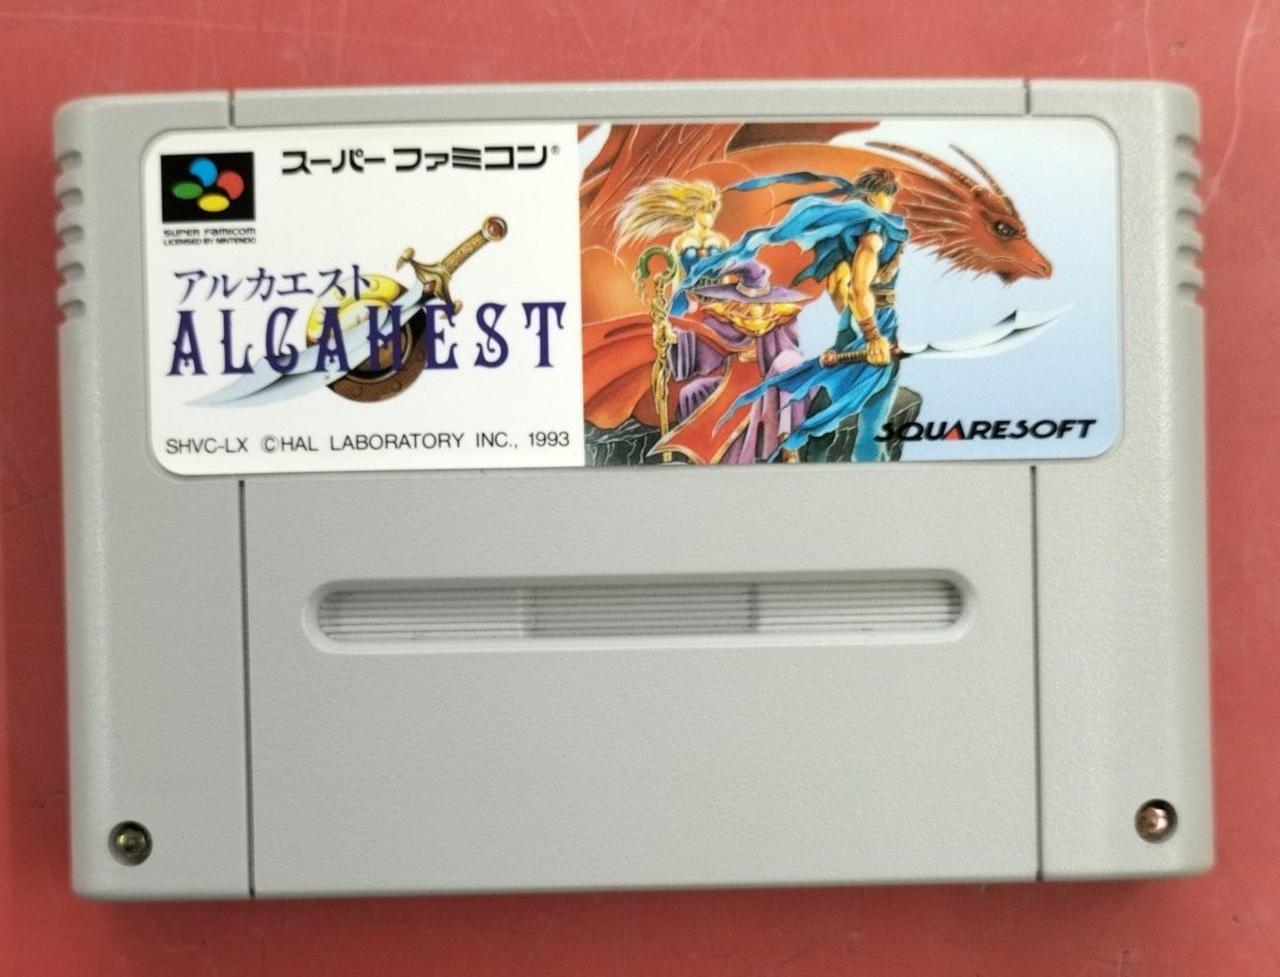 スーパーファミコン®
SUPER FAMICOM
LICENSED BY NINTENDO
アルカエスト
ALCAHEST
SHVC-LX ©HAL LABORATORY INC., 1993
SQUARESOFT